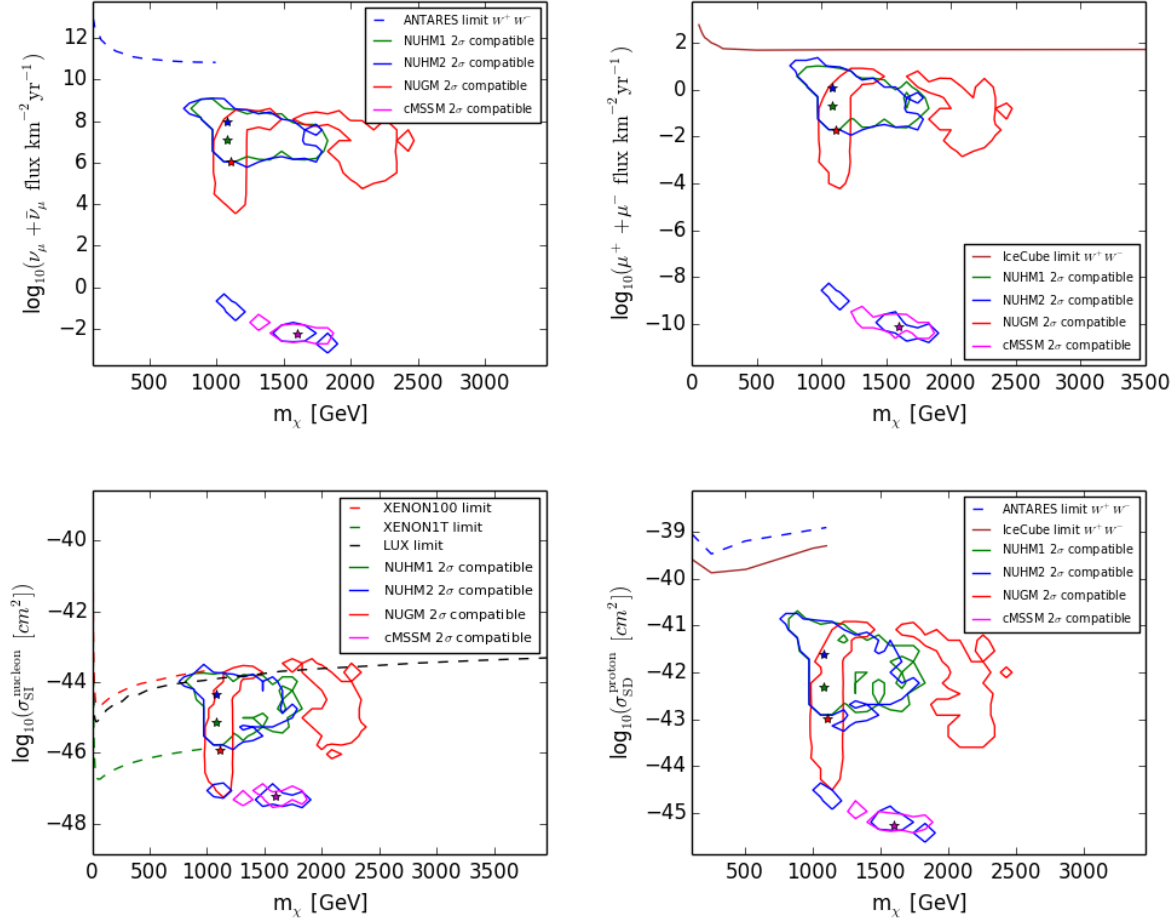 12
10
8
6
4
2
0
−2
500 1000 1500 2000 2500 3000
m_χ [GeV]
log₁₀(ν_μ + ν̄_μ flux km⁻² yr⁻¹)
ANTARES limit W⁺W⁻
NUHM1 2σ compatible
NUHM2 2σ compatible
NUGM 2σ compatible
cMSSM 2σ compatible
2
0
−2
−4
−6
−8
−10
0 500 1000 1500 2000 2500 3000 3500
m_χ [GeV]
log₁₀(μ⁺ + μ⁻ flux km⁻² yr⁻¹)
IceCube limit W⁺W⁻
NUHM1 2σ compatible
NUHM2 2σ compatible
NUGM 2σ compatible
cMSSM 2σ compatible
−40
−42
−44
−46
−48
0 500 1000 1500 2000 2500 3000 3500
m_χ [GeV]
log₁₀(σ_SI^nucleon [cm²])
XENON100 limit
XENON1T limit
LUX limit
NUHM1 2σ compatible
NUHM2 2σ compatible
NUGM 2σ compatible
cMSSM 2σ compatible
−39
−40
−41
−42
−43
−44
−45
500 1000 1500 2000 2500 3000
m_χ [GeV]
log₁₀(σ_SD^proton [cm²])
ANTARES limit W⁺W⁻
IceCube limit W⁺W⁻
NUHM1 2σ compatible
NUHM2 2σ compatible
NUGM 2σ compatible
cMSSM 2σ compatible